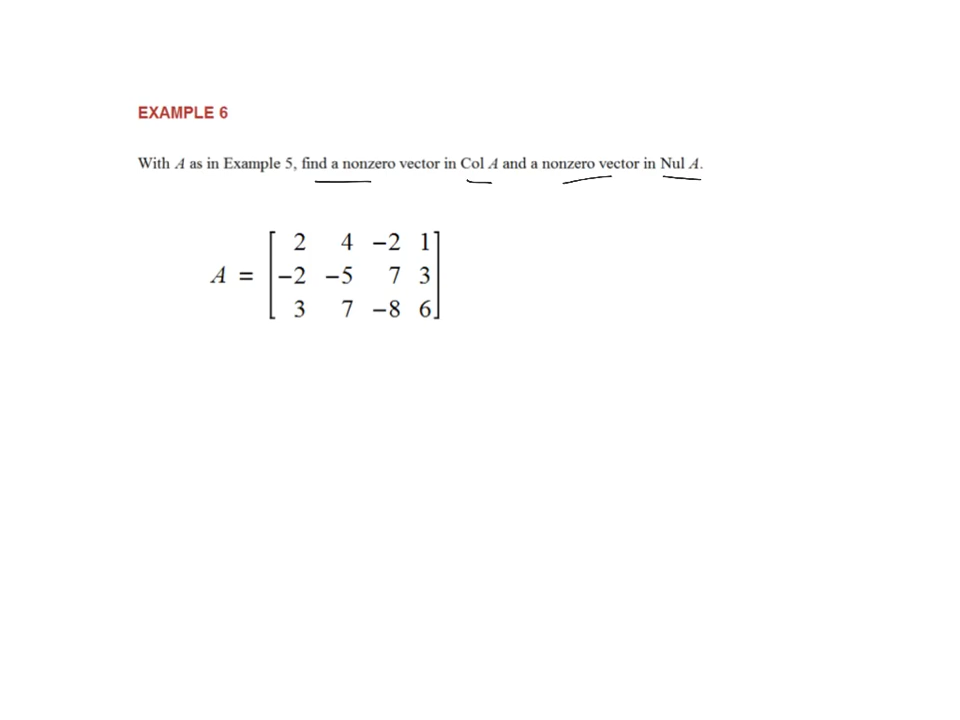 EXAMPLE 6
With A as in Example 5, find a nonzero vector in Col A and a nonzero vector in Nul A.
2 4 −2 1
A = −2 −5 7 3
3 7 −8 6